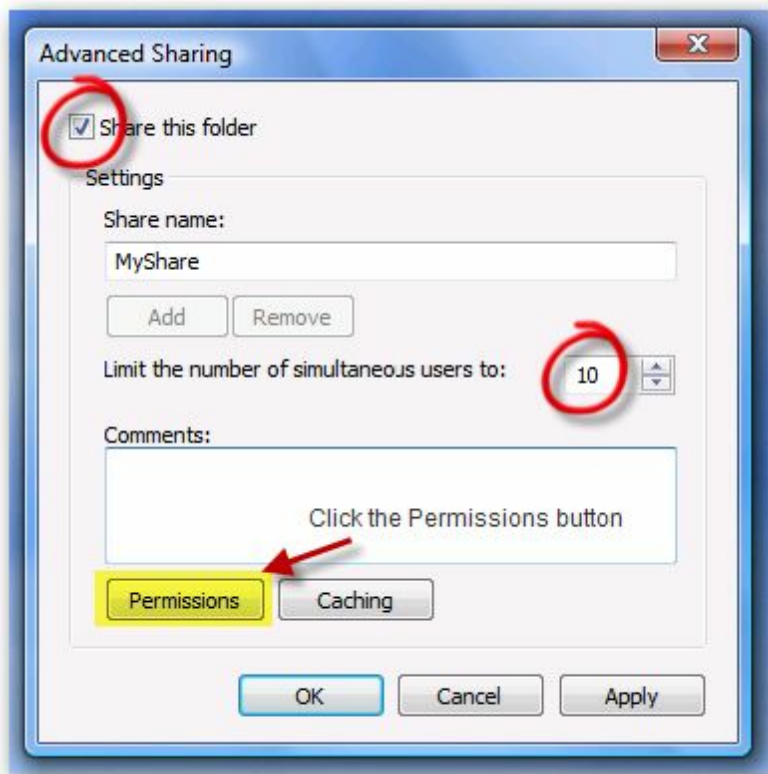 Advanced Sharing
Share this folder
Settings
Share name:
MyShare
Add Remove
Limit the number of simultaneous users to: 10
Comments:
Click the Permissions button
Permissions Caching
OK Cancel Apply